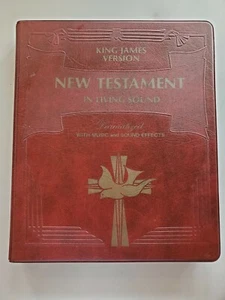 KING JAMES
VERSION
NEW TESTAMENT
IN LIVING SOUND
Dramatized
WITH MUSIC and SOUND EFFECTS